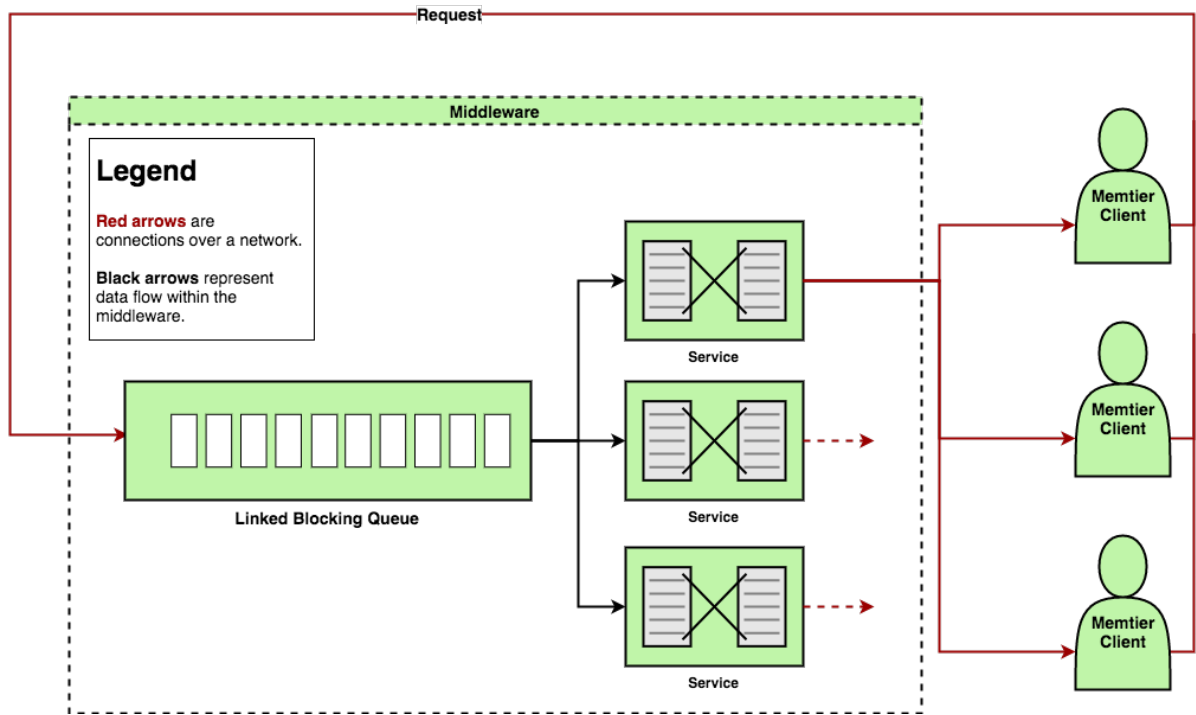 Request
Middleware
Legend
Red arrows are
connections over a network.
Black arrows represent
data flow within the
middleware.
Service
Linked Blocking Queue
Service
Service
Memtier
Client
Memtier
Client
Memtier
Client